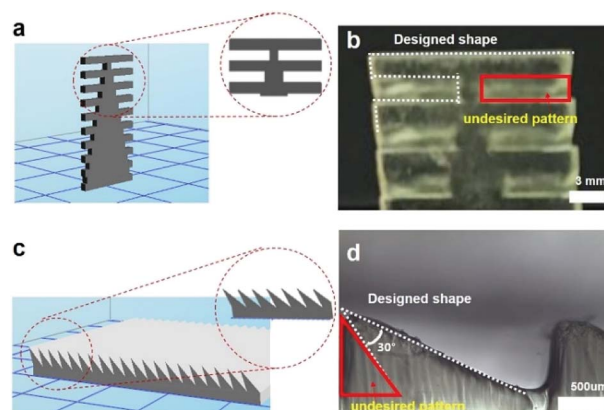 a
b
Designed shape
undesired pattern
3 mm
c
d
Designed shape
30°
undesired pattern
500um